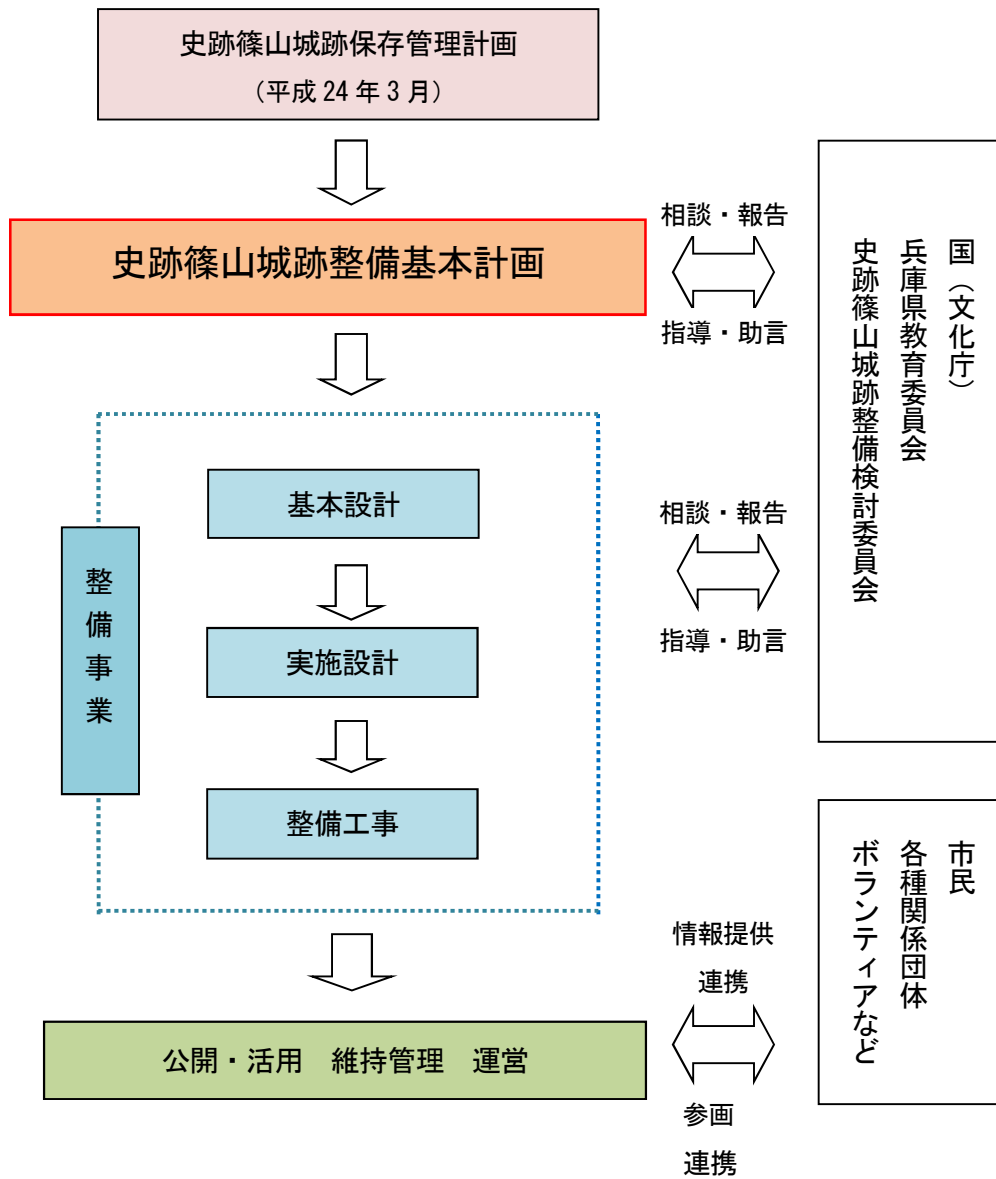 史跡篠山城跡保存管理計画
（平成 24 年 3 月）
史跡篠山城跡整備基本計画
相談・報告
指導・助言
国（文化庁）
兵庫県教育委員会
史跡篠山城跡整備検討委員会
整備事業
基本設計
実施設計
整備工事
相談・報告
指導・助言
公開・活用　維持管理　運営
情報提供
連携
参画
連携
市民
各種関係団体
ボランティアなど